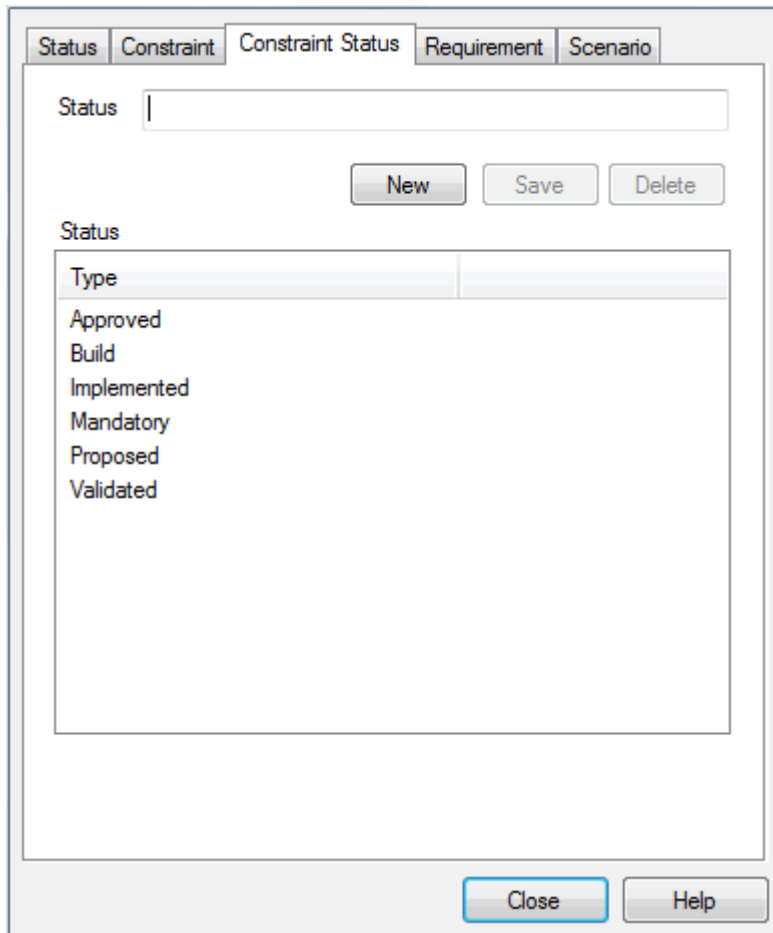 Status Constraint Constraint Status Requirement Scenario
Status
New Save Delete
Status
Type
Approved
Build
Implemented
Mandatory
Proposed
Validated
Close Help